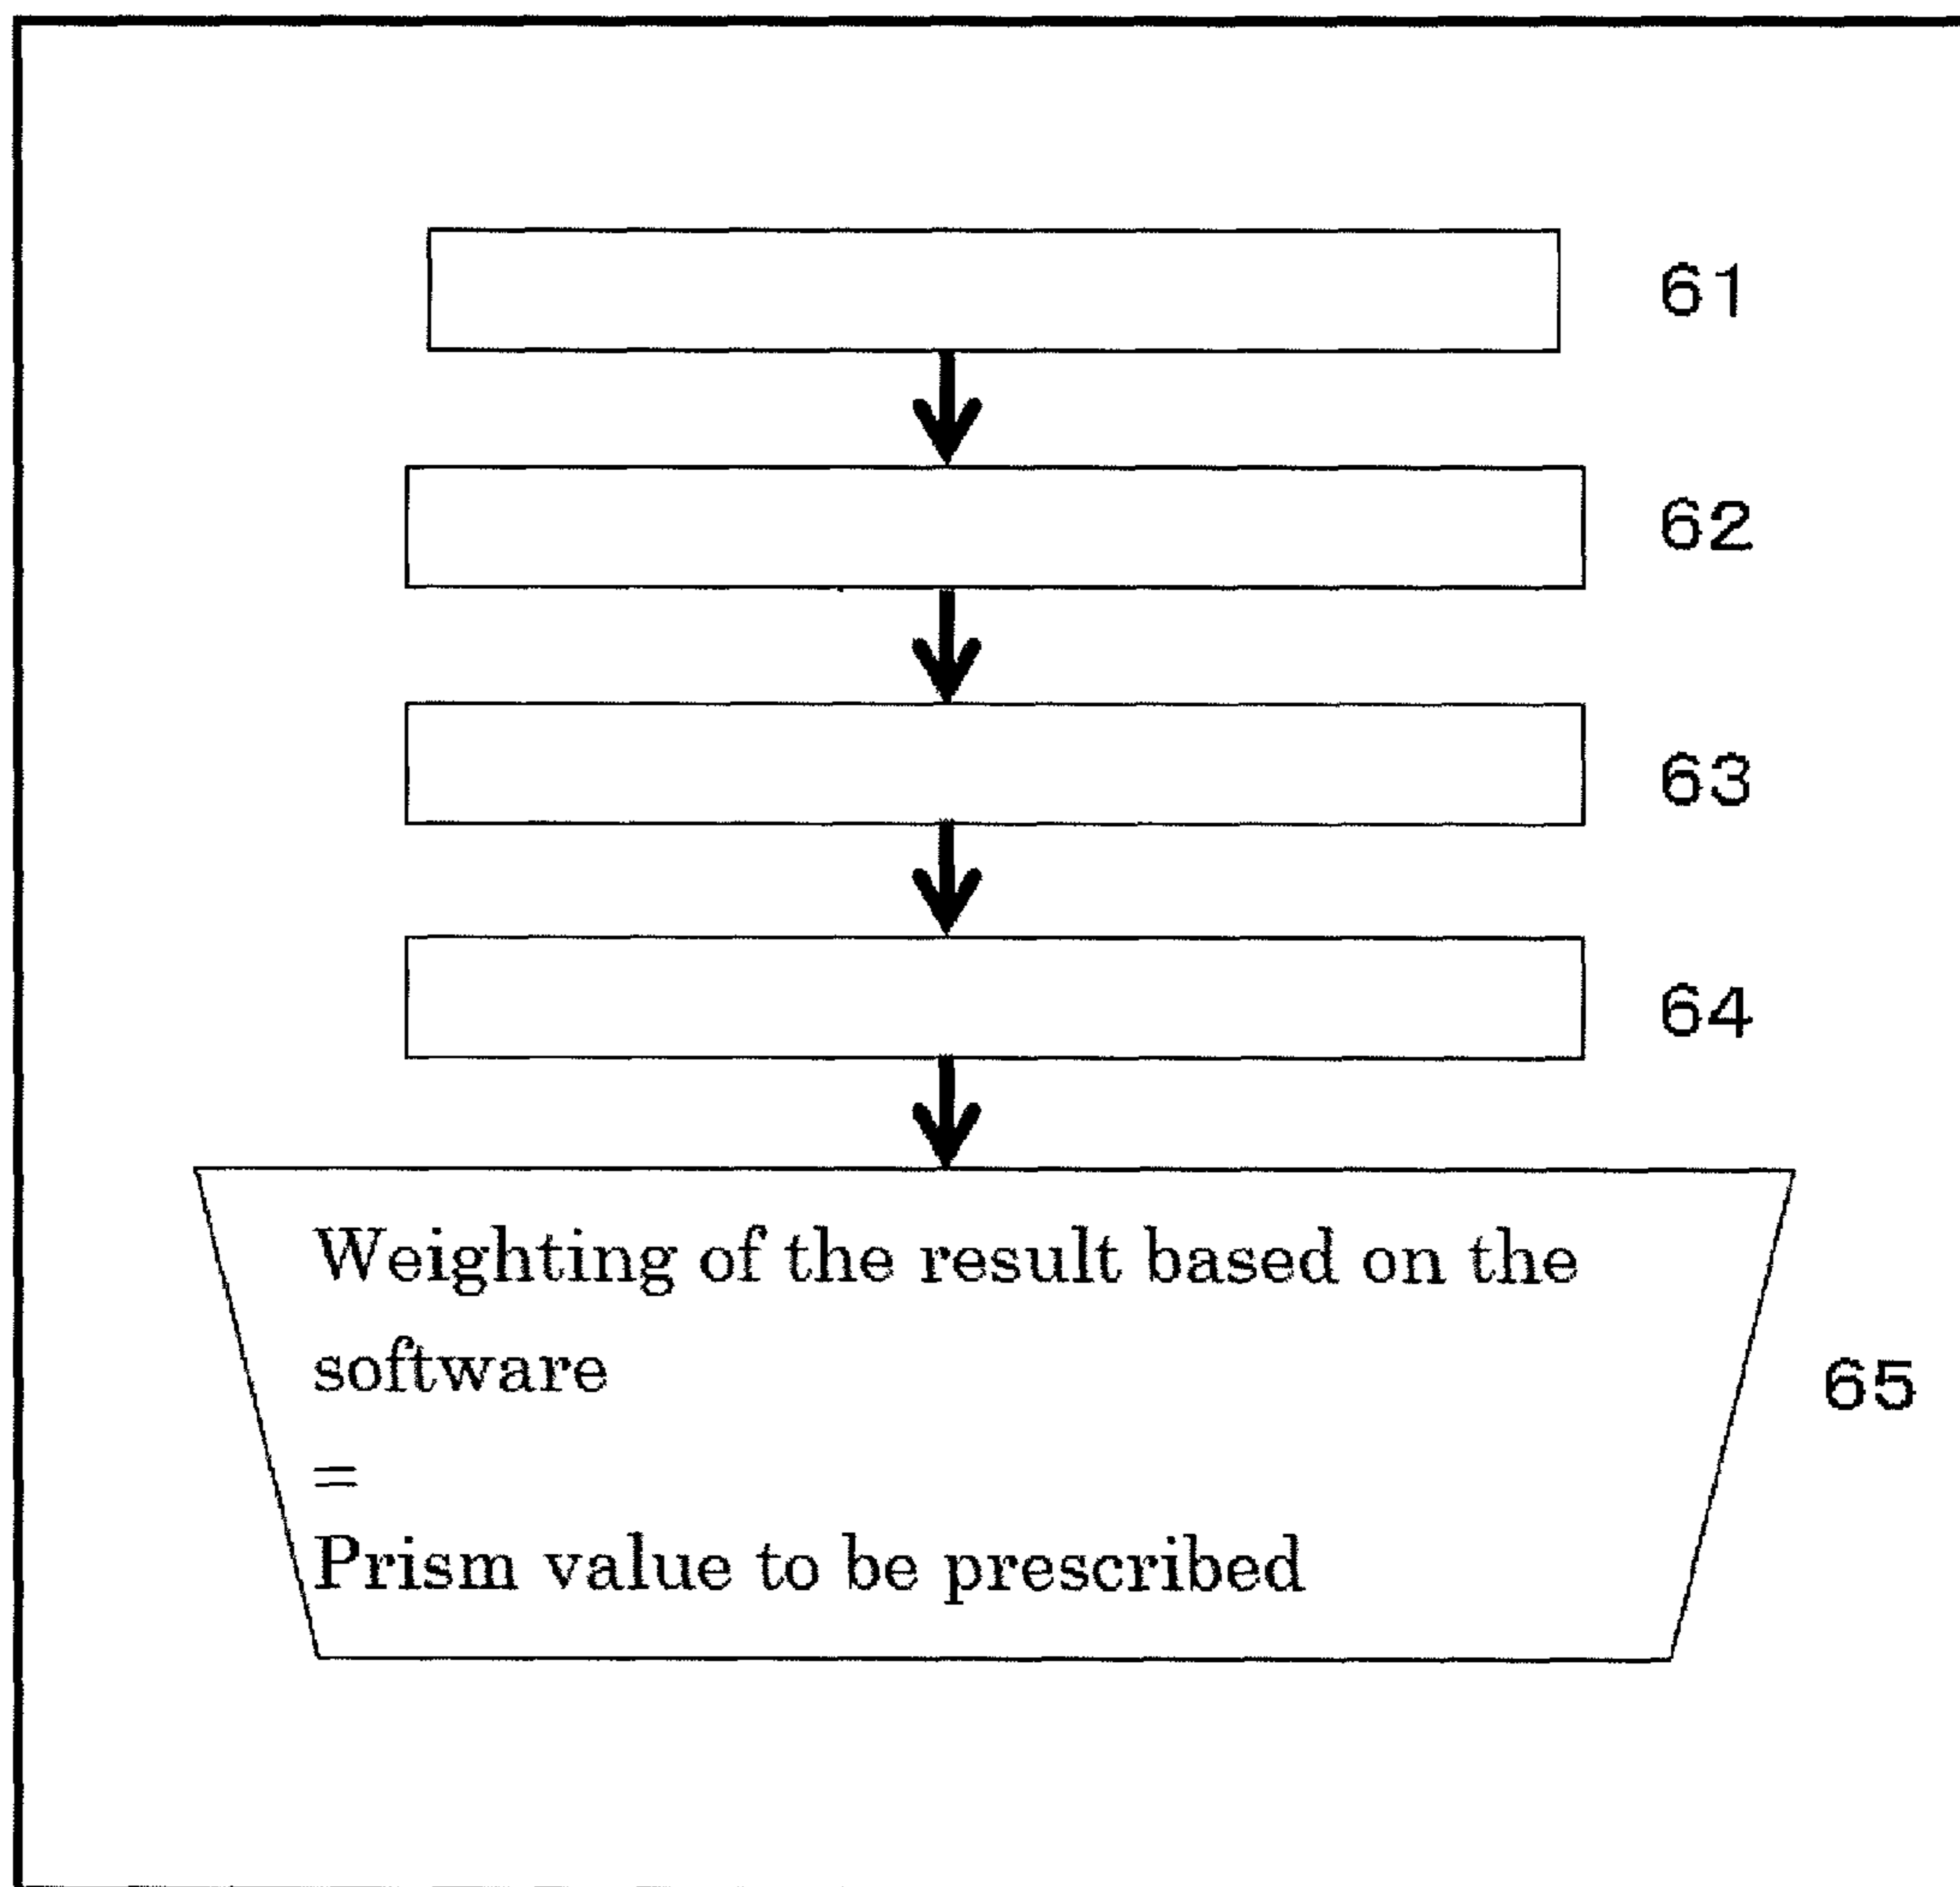 61
62
63
64
Weighting of the result based on the
software
=
Prism value to be prescribed
65